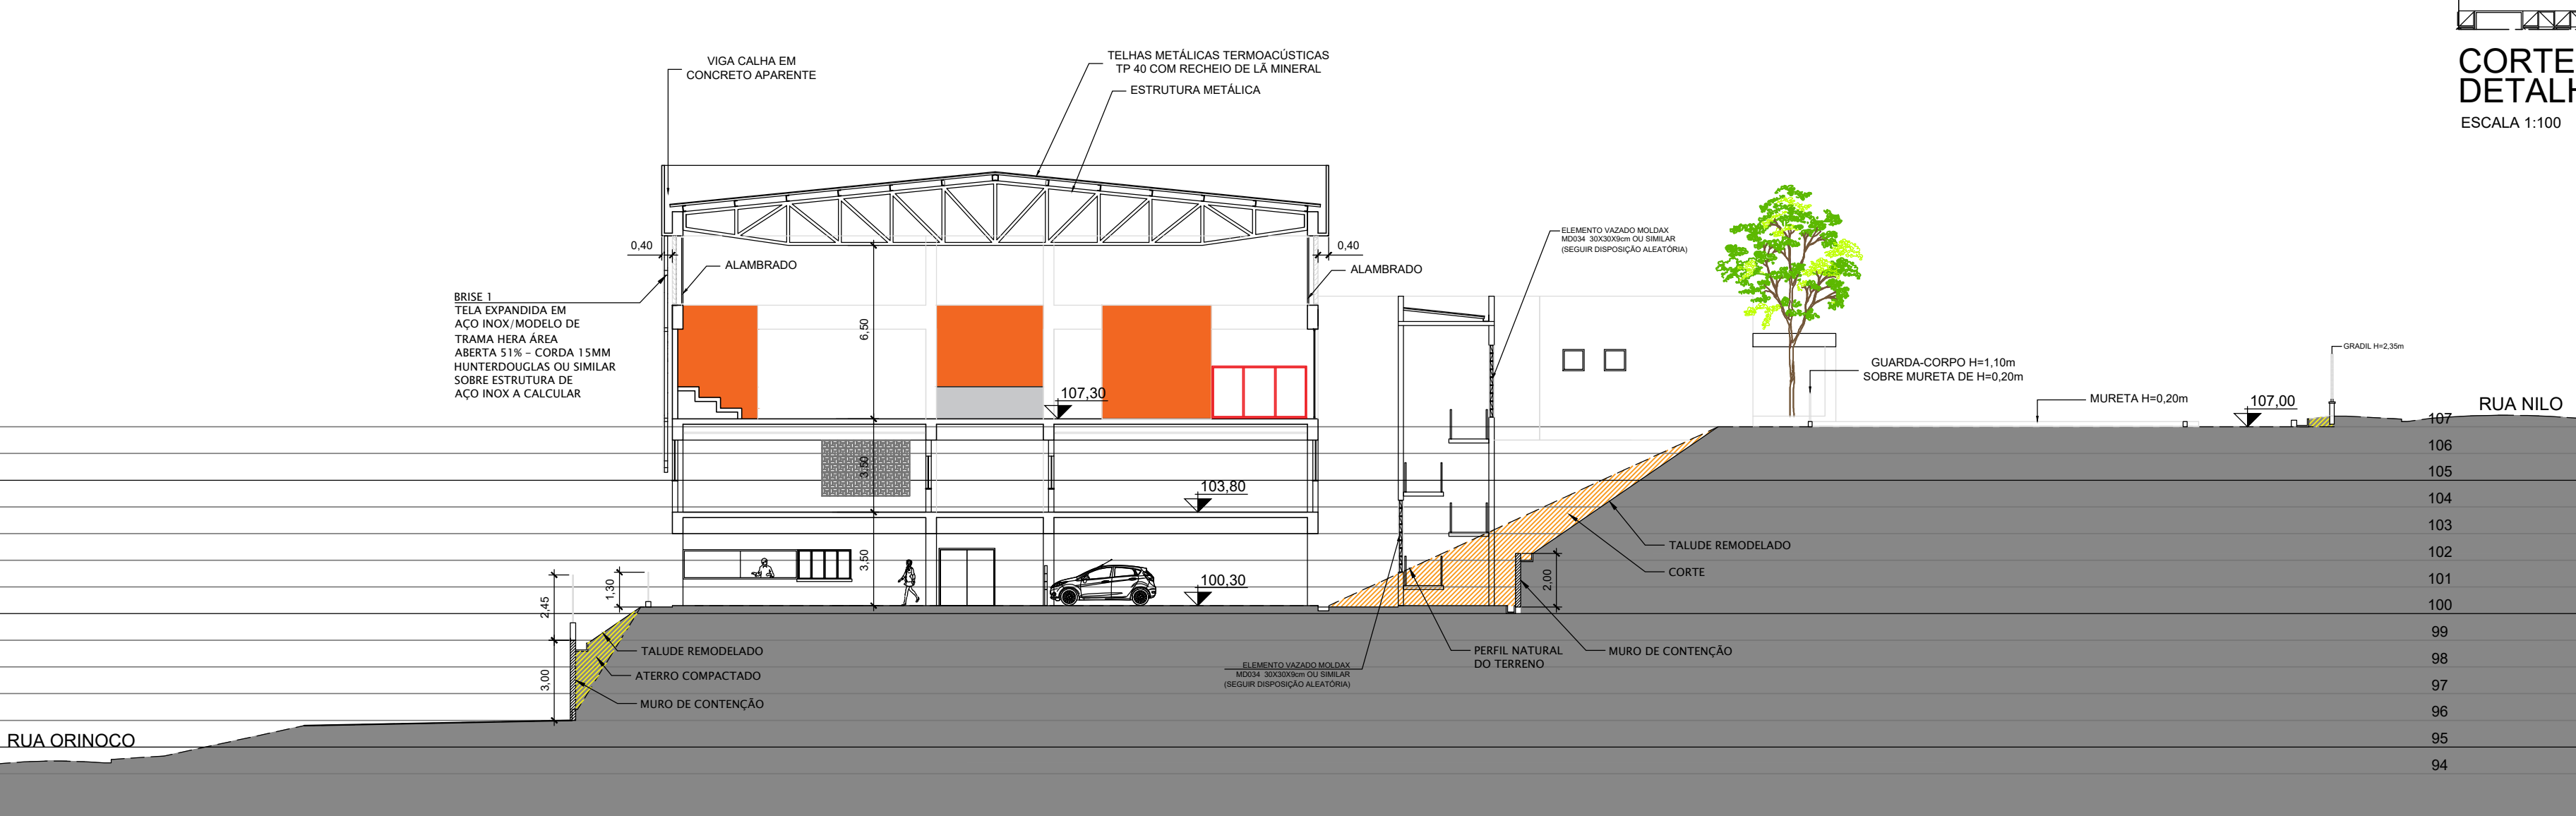 CORTE
DETALH
ESCALA 1:100
VIGA CALHA EM
CONCRETO APARENTE
TELHAS METÁLICAS TERMOACÚSTICAS
TP 40 COM RECHEIO DE LÃ MINERAL
ESTRUTURA METÁLICA
0,40
ALAMBRADO
0,40
ALAMBRADO
BRISE 1
TELA EXPANDIDA EM
AÇO INOX/MODELO DE
TRAMA HERA ÁREA
ABERTA 51% - CORDA 15MM
HUNTERDOUGLAS OU SIMILAR
SOBRE ESTRUTURA DE
AÇO INOX A CALCULAR
6,50
107,30
3,50
103,80
3,50
100,30
ELEMENTO VAZADO MOLDAX
MD034 30X30X9cm OU SIMILAR
(SEGUIR DISPOSIÇÃO ALEATÓRIA)
GUARDA-CORPO H=1,10m
SOBRE MURETA DE H=0,20m
MURETA H=0,20m
107,00
GRADIL H=2,35m
RUA NILO
107
106
105
104
103
102
101
100
99
98
97
96
95
94
TALUDE REMODELADO
CORTE
2,00
PERFIL NATURAL
DO TERRENO
MURO DE CONTENÇÃO
ELEMENTO VAZADO MOLDAX
MD034 30X30X9cm OU SIMILAR
(SEGUIR DISPOSIÇÃO ALEATÓRIA)
2,45
1,30
3,00
TALUDE REMODELADO
ATERRO COMPACTADO
MURO DE CONTENÇÃO
RUA ORINOCO